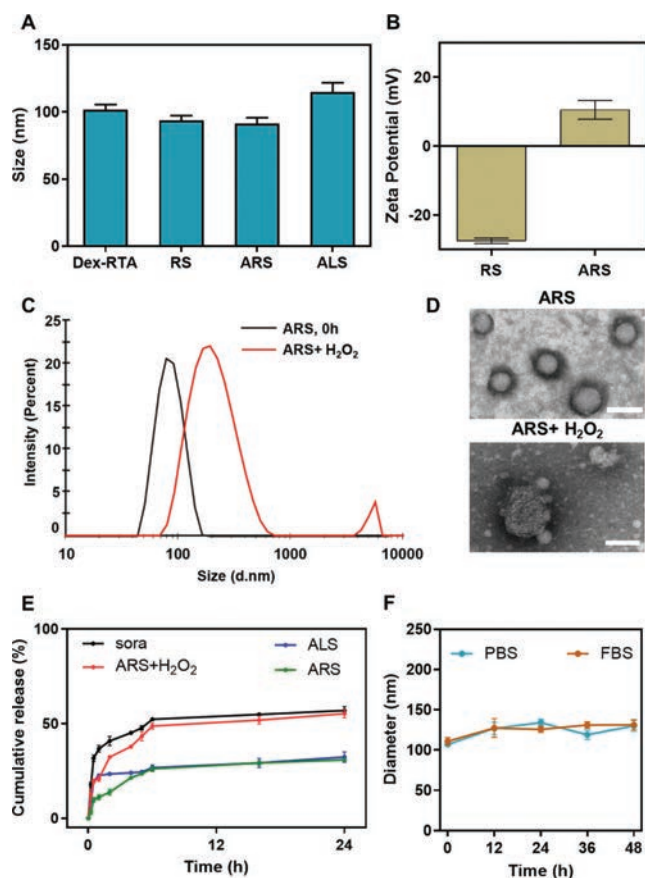 A
Size (nm)
150
100
50
0
Dex-RTA RS ARS ALS
B
Zeta Potential (mV)
20
0
-20
RS ARS
C
Intensity (Percent)
25
20
15
10
5
0
ARS, 0h
ARS+ H₂O₂
10 100 1000 10000
Size (d.nm)
D
ARS
ARS+ H₂O₂
E
Cumulative release (%)
100
50
0
sora
ARS+H₂O₂
ALS
ARS
0 12 24
Time (h)
F
Diameter (nm)
250
200
150
100
50
0
PBS FBS
0 12 24 36 48
Time (h)